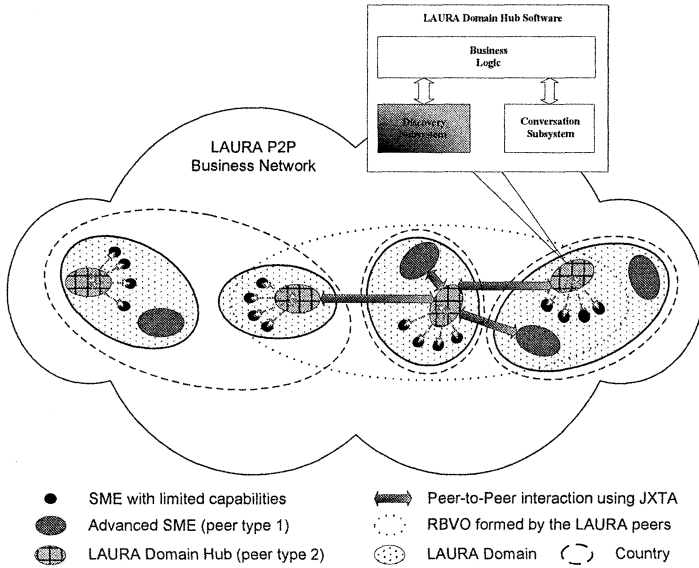 LAURA Domain Hub Software
Business
Logic
Discovery
Subsystem
Conversation
Subsystem
LAURA P2P
Business Network
SME with limited capabilities
Advanced SME (peer type 1)
LAURA Domain Hub (peer type 2)
Peer-to-Peer interaction using JXTA
RBVO formed by the LAURA peers
LAURA Domain
Country